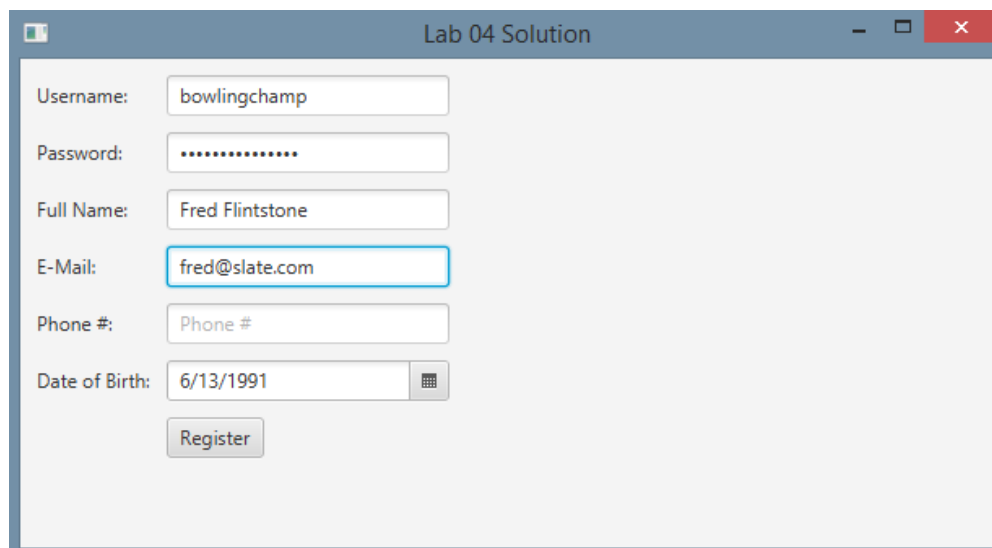 Lab 04 Solution
Username: bowlingchamp
Password: •••••••••••••••
Full Name: Fred Flintstone
E-Mail: fred@slate.com
Phone #: Phone #
Date of Birth: 6/13/1991
Register